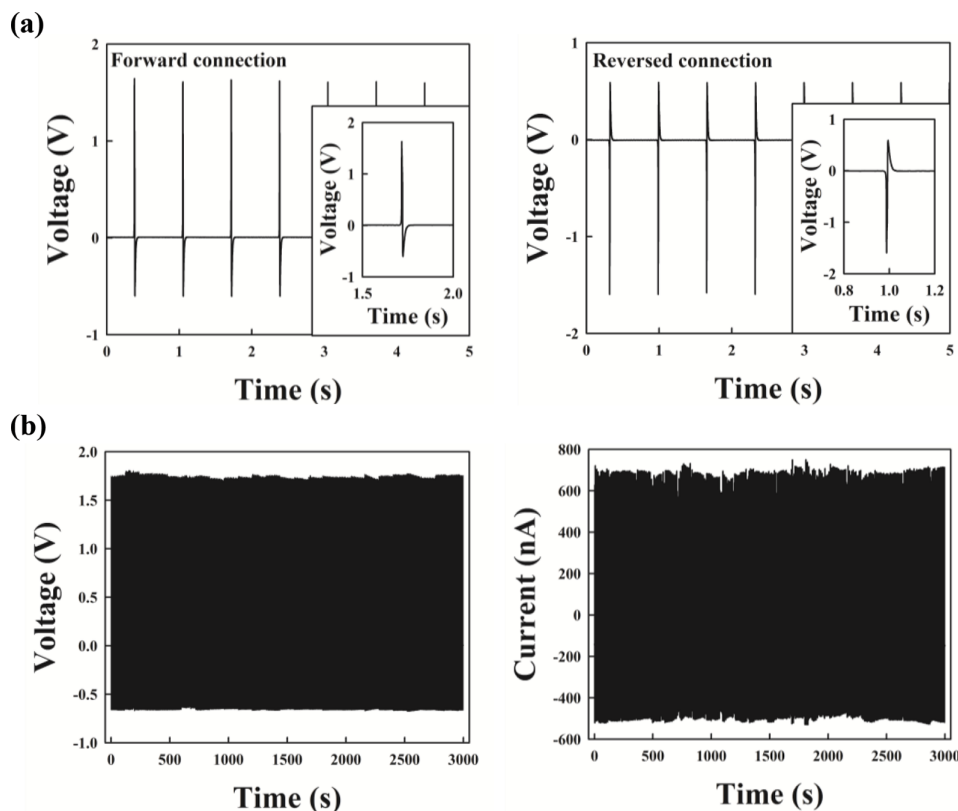 (a)
Forward connection
Voltage (V)
2
1
0
-1
0 1 2 3 4 5
Time (s)
Voltage (V)
2
1
0
-1
1.5 2.0
Time (s)
Reversed connection
Voltage (V)
1
0
-1
-2
0 1 2 3 4 5
Time (s)
Voltage (V)
1
0
-1
-2
0.8 1.0 1.2
Time (s)
(b)
Voltage (V)
2.0
1.5
1.0
0.5
0.0
-0.5
-1.0
0 500 1000 1500 2000 2500 3000
Time (s)
Current (nA)
800
600
400
200
0
-200
-400
-600
0 500 1000 1500 2000 2500 3000
Time (s)